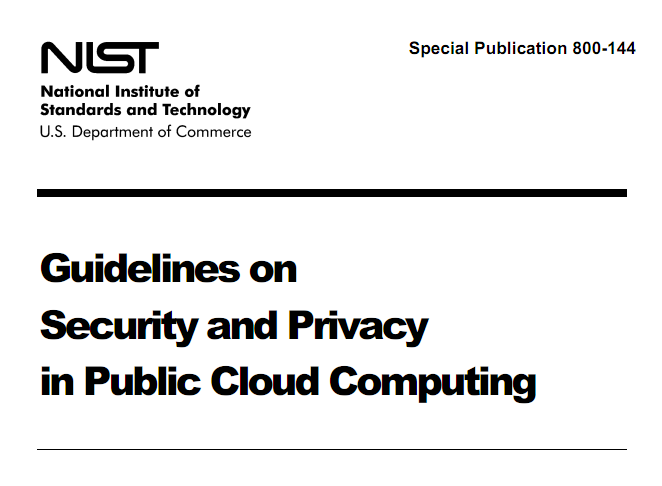 NIST
Special Publication 800-144
National Institute of
Standards and Technology
U.S. Department of Commerce
Guidelines on
Security and Privacy
in Public Cloud Computing